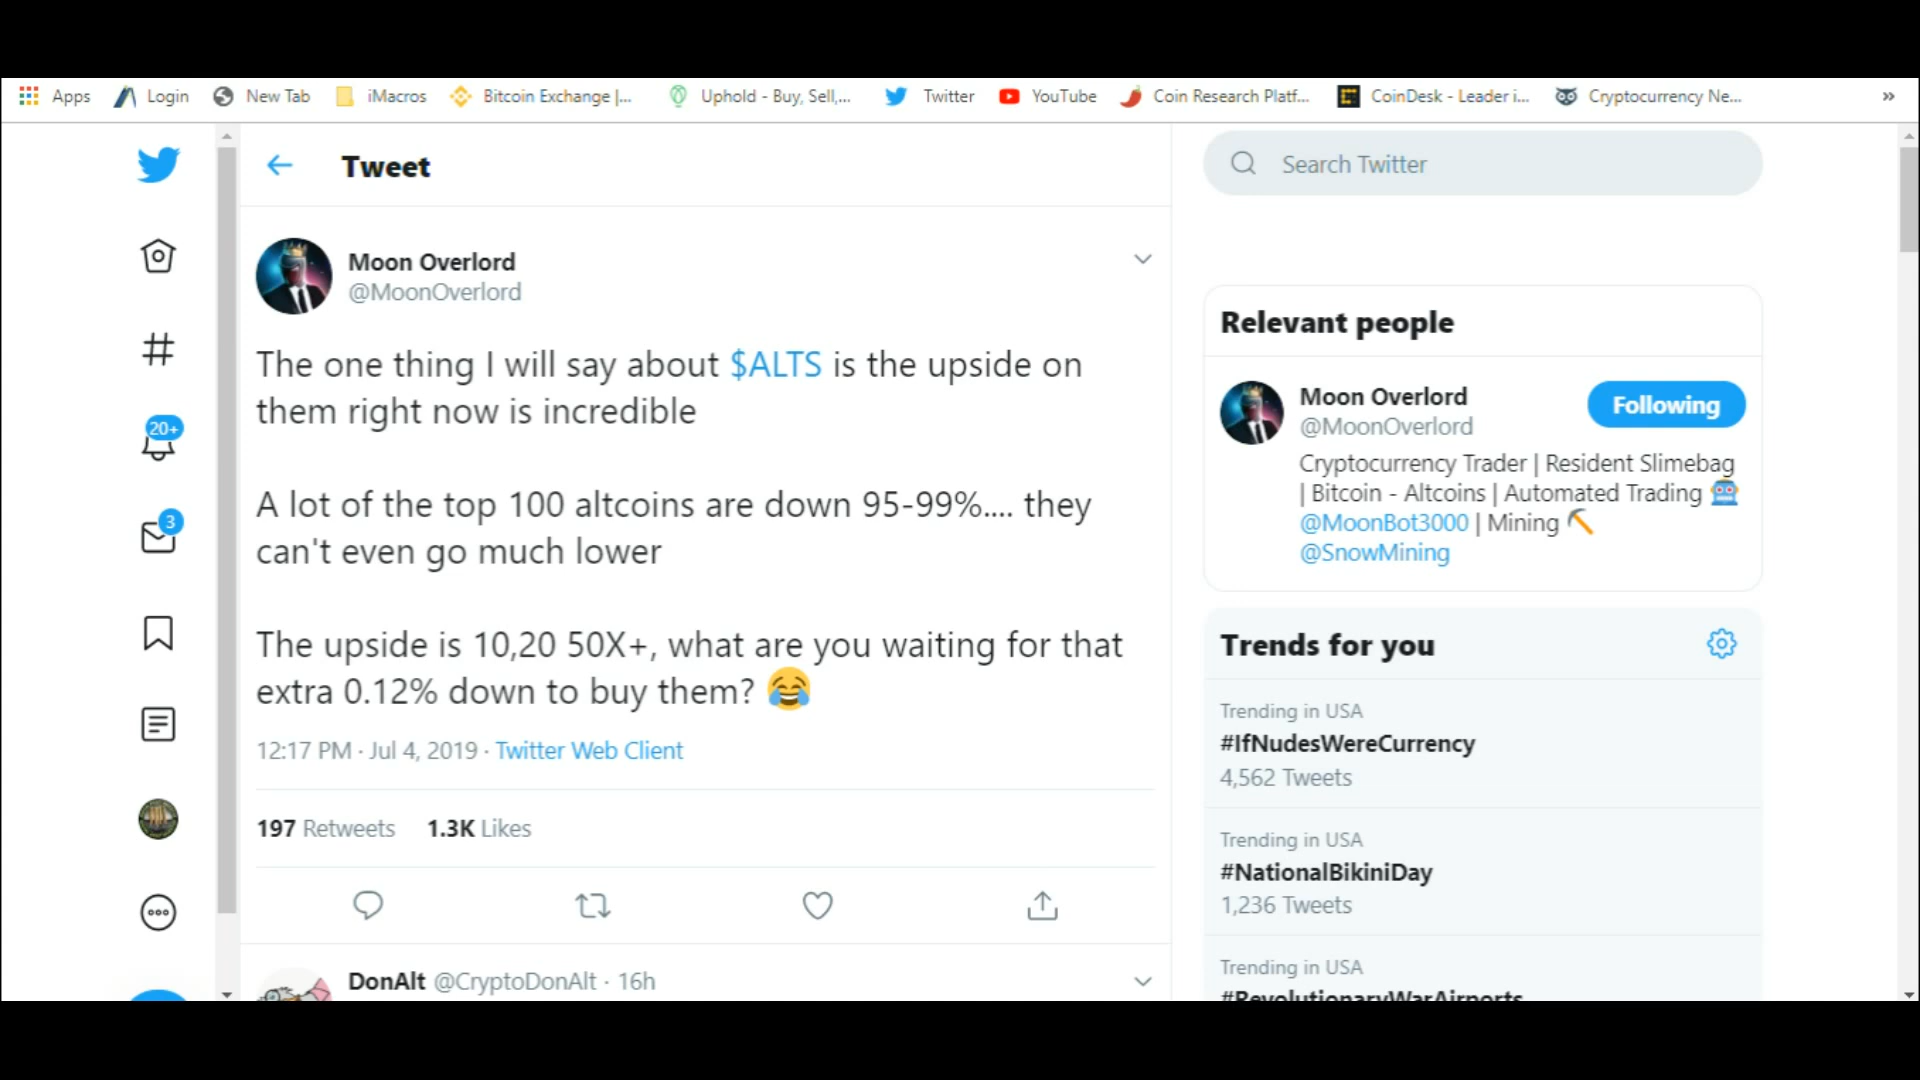 Apps Login New Tab iMacros Bitcoin Exchange |... Uphold - Buy, Sell,... Twitter YouTube Coin Research Platf... CoinDesk - Leader i... Cryptocurrency Ne... »
Tweet
Search Twitter
Moon Overlord
@MoonOverlord
The one thing I will say about $ALTS is the upside on
them right now is incredible
A lot of the top 100 altcoins are down 95-99%.... they
can't even go much lower
The upside is 10,20 50X+, what are you waiting for that
extra 0.12% down to buy them? 😂
12:17 PM · Jul 4, 2019 · Twitter Web Client
197 Retweets 1.3K Likes
DonAlt @CryptoDonAlt · 16h
20+
3
Relevant people
Moon Overlord
@MoonOverlord
Following
Cryptocurrency Trader | Resident Slimebag
| Bitcoin - Altcoins | Automated Trading 🤖
@MoonBot3000 | Mining ⛏
@SnowMining
Trends for you
Trending in USA
#IfNudesWereCurrency
4,562 Tweets
Trending in USA
#NationalBikiniDay
1,236 Tweets
Trending in USA
#RevolutionaryWarAirports